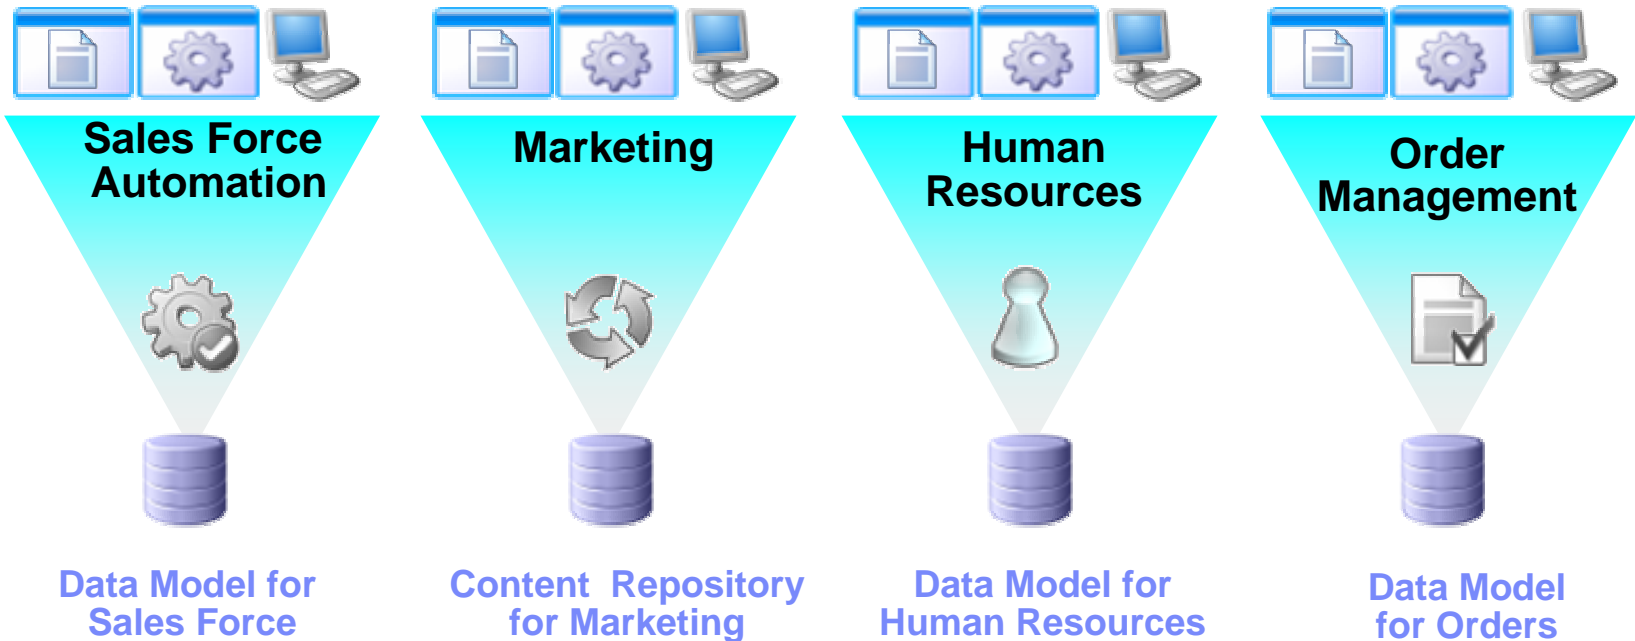 Sales Force
Automation
Marketing
Human
Resources
Order
Management
Data Model for
Sales Force
Content Repository
for Marketing
Data Model for
Human Resources
Data Model
for Orders